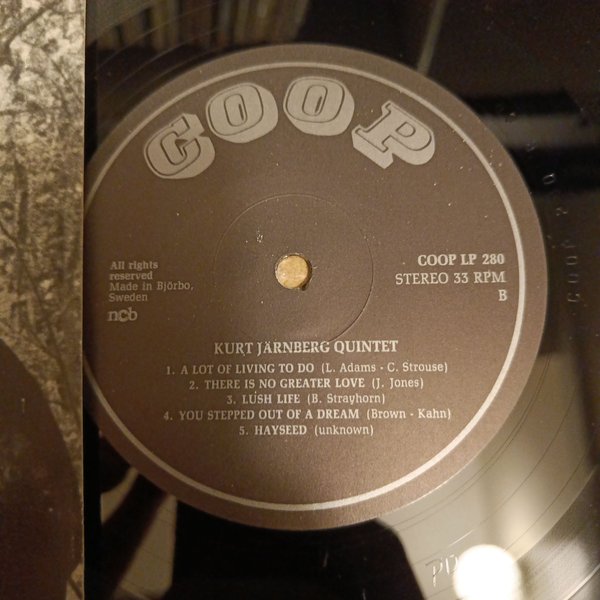 COOP
All rights
reserved
Made in Björbo,
Sweden
ncb
COOP LP 280
STEREO 33 RPM
B
KURT JÄRNBERG QUINTET
1. A LOT OF LIVING TO DO (L. Adams - C. Strouse)
2. THERE IS NO GREATER LOVE (J. Jones)
3. LUSH LIFE (B. Strayhorn)
4. YOU STEPPED OUT OF A DREAM (Brown - Kahn)
5. HAYSEED (unknown)